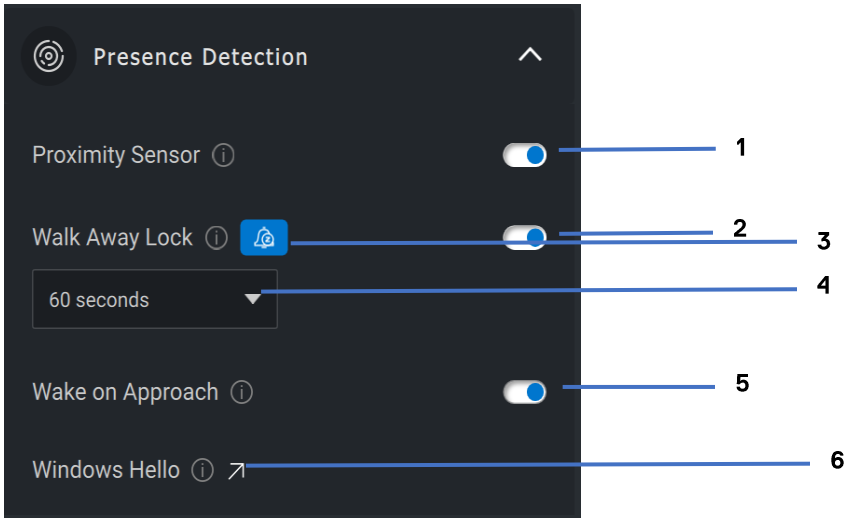 Presence Detection
Proximity Sensor
1
Walk Away Lock
2
3
60 seconds
4
Wake on Approach
5
Windows Hello
6